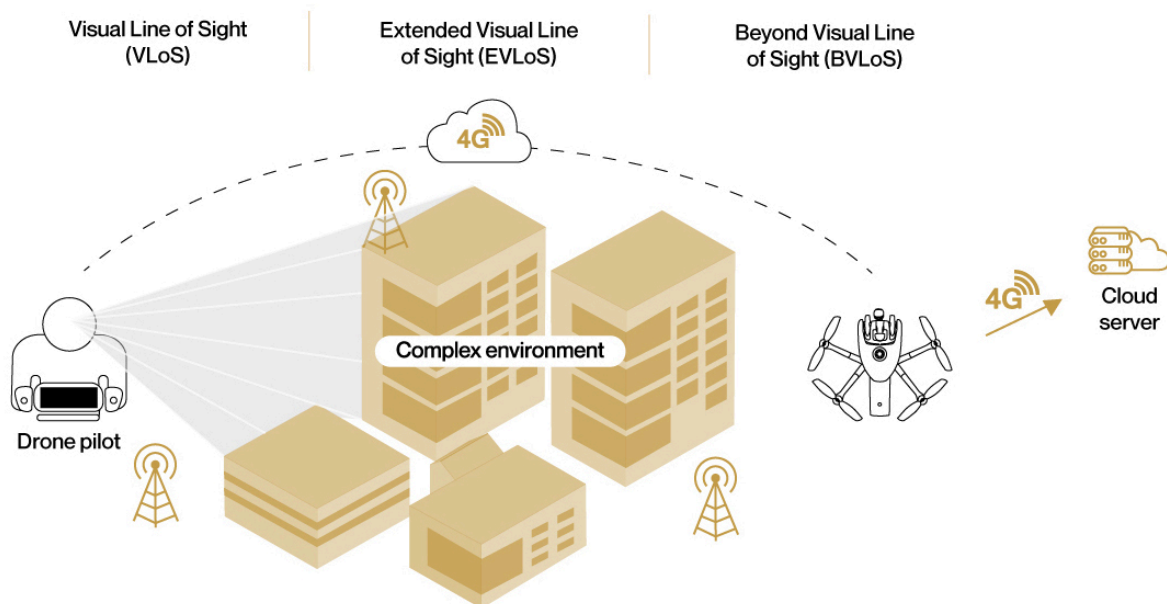 Visual Line of Sight
(VLoS)
Extended Visual Line
of Sight (EVLoS)
Beyond Visual Line
of Sight (BVLoS)
4G
4G
Cloud
server
Complex environment
Drone pilot